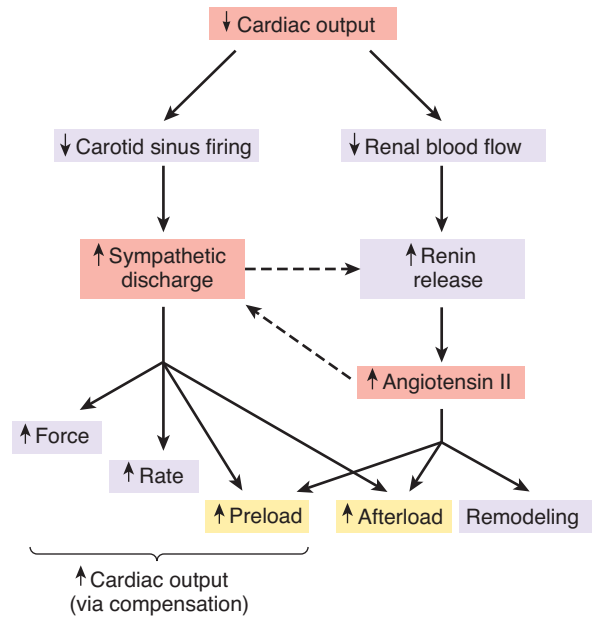 ↓ Cardiac output
↓ Carotid sinus firing
↓ Renal blood flow
↑ Sympathetic
discharge
↑ Renin
release
↑ Angiotensin II
↑ Force
↑ Rate
↑ Preload
↑ Afterload
Remodeling
↑ Cardiac output
(via compensation)